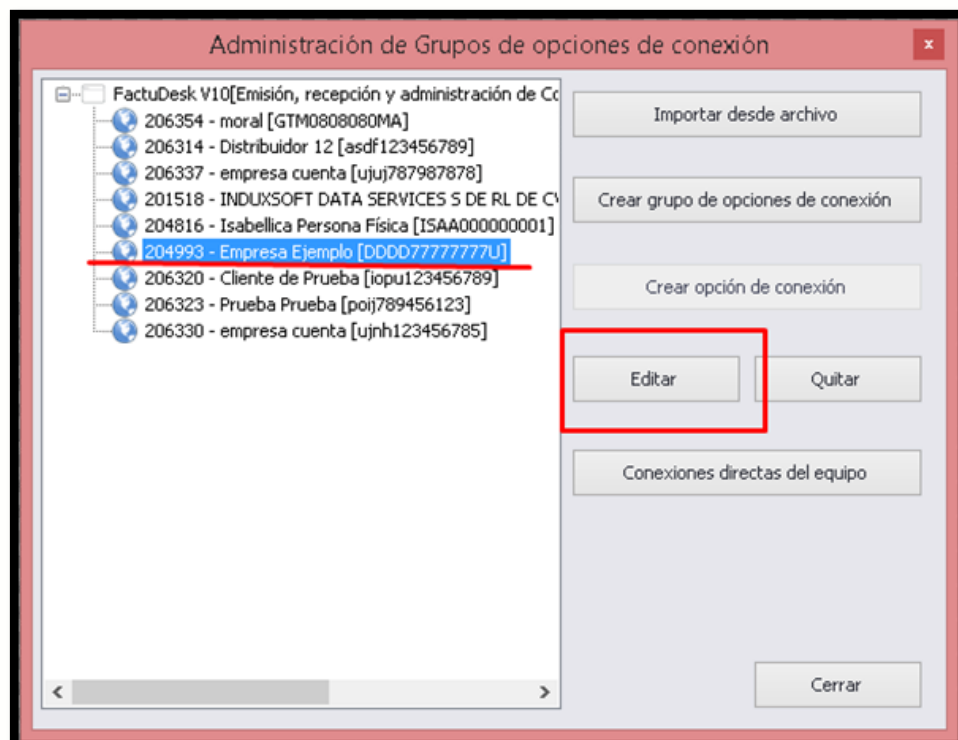 Administración de Grupos de opciones de conexión
x
FactuDesk V10[Emisión, recepción y administración de Co
206354 - moral [GTM0808080MA]
206314 - Distribuidor 12 [asdf123456789]
206337 - empresa cuenta [ujuj787987878]
201518 - INDUXSOFT DATA SERVICES S DE RL DE CV
204816 - Isabellica Persona Física [ISAA000000001]
204993 - Empresa Ejemplo [DDDD77777777U]
206320 - Cliente de Prueba [iopu123456789]
206323 - Prueba Prueba [poij789456123]
206330 - empresa cuenta [ujnh123456785]
Importar desde archivo
Crear grupo de opciones de conexión
Crear opción de conexión
Editar
Quitar
Conexiones directas del equipo
Cerrar